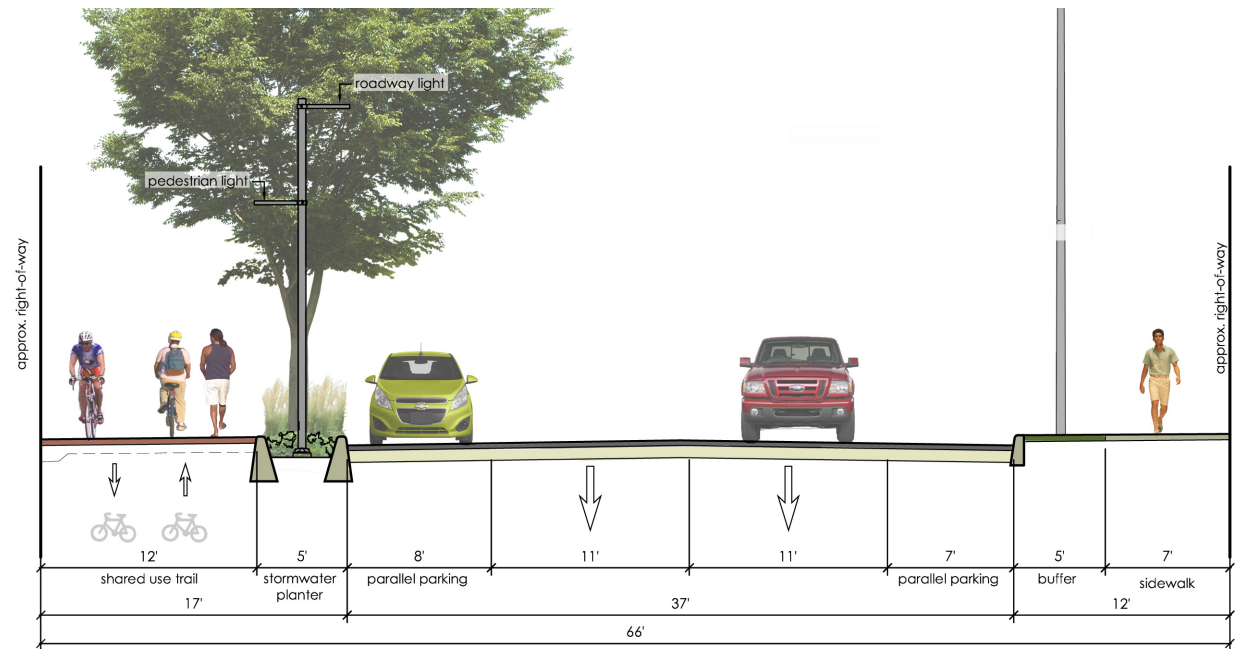 roadway light
pedestrian light
approx. right-of-way
approx. right-of-way
12' 5' 8' 11' 11' 7' 5' 7'
shared use trail stormwater planter parallel parking parallel parking buffer sidewalk
17' 37' 12'
66'